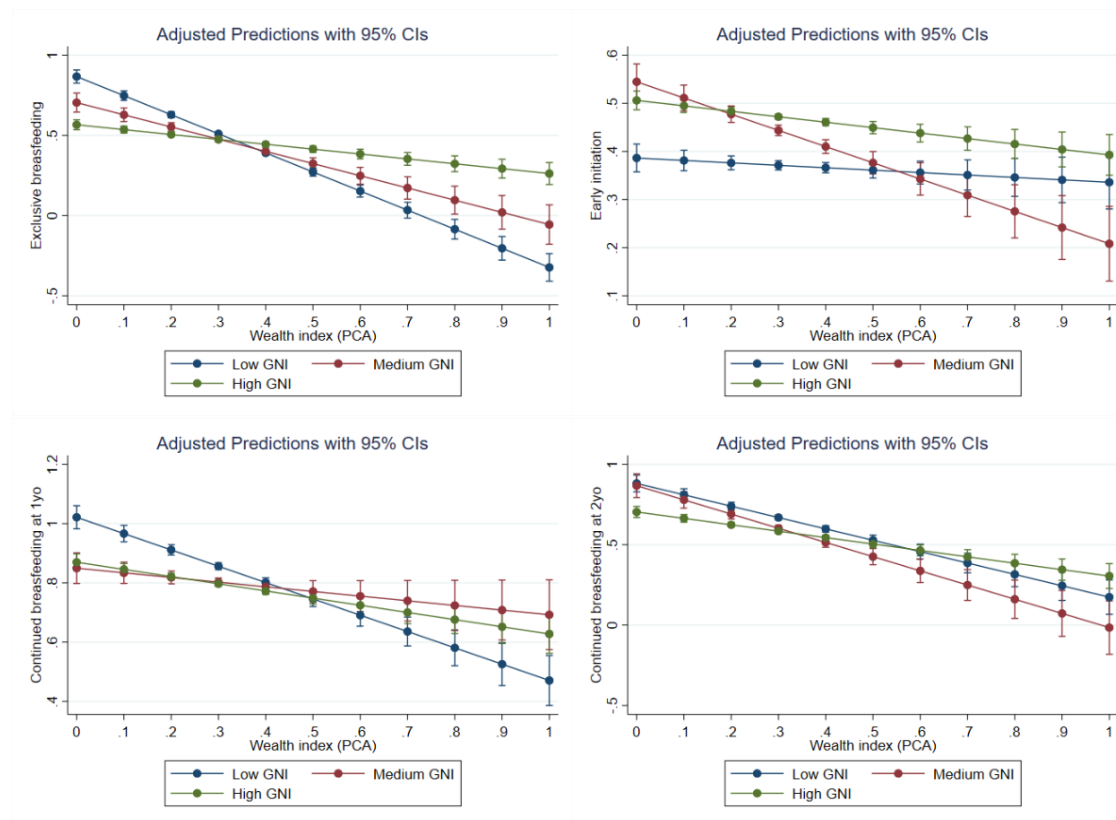 Adjusted Predictions with 95% CIs
Exclusive breasfeeding
1
.5
0
-.5
0 .1 .2 .3 .4 .5 .6 .7 .8 .9 1
Wealth index (PCA)
Low GNI Medium GNI
High GNI
Adjusted Predictions with 95% CIs
Early initiation
.6
.5
.4
.3
.2
.1
0 .1 .2 .3 .4 .5 .6 .7 .8 .9 1
Wealth index (PCA)
Low GNI Medium GNI
High GNI
Adjusted Predictions with 95% CIs
Continued breasfeeding at 1yo
1.2
1
.8
.6
.4
0 .1 .2 .3 .4 .5 .6 .7 .8 .9 1
Wealth index (PCA)
Low GNI Medium GNI
High GNI
Adjusted Predictions with 95% CIs
Continued breasfeeding at 2yo
1
.5
0
-.5
0 .1 .2 .3 .4 .5 .6 .7 .8 .9 1
Wealth index (PCA)
Low GNI Medium GNI
High GNI